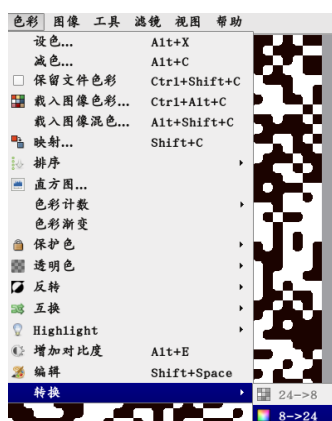 色彩 图像 工具 滤镜 视图 帮助
设色... Alt+X
减色... Alt+C
保留文件色彩 Ctrl+Shift+C
载入图像色彩... Ctrl+Alt+C
载入图像混色... Alt+Shift+C
映射... Shift+C
排序
直方图...
色彩计数
色彩渐变
保护色
透明色
反转
互换
Highlight
增加对比度 Alt+E
编辑 Shift+Space
转换
24->8
8->24